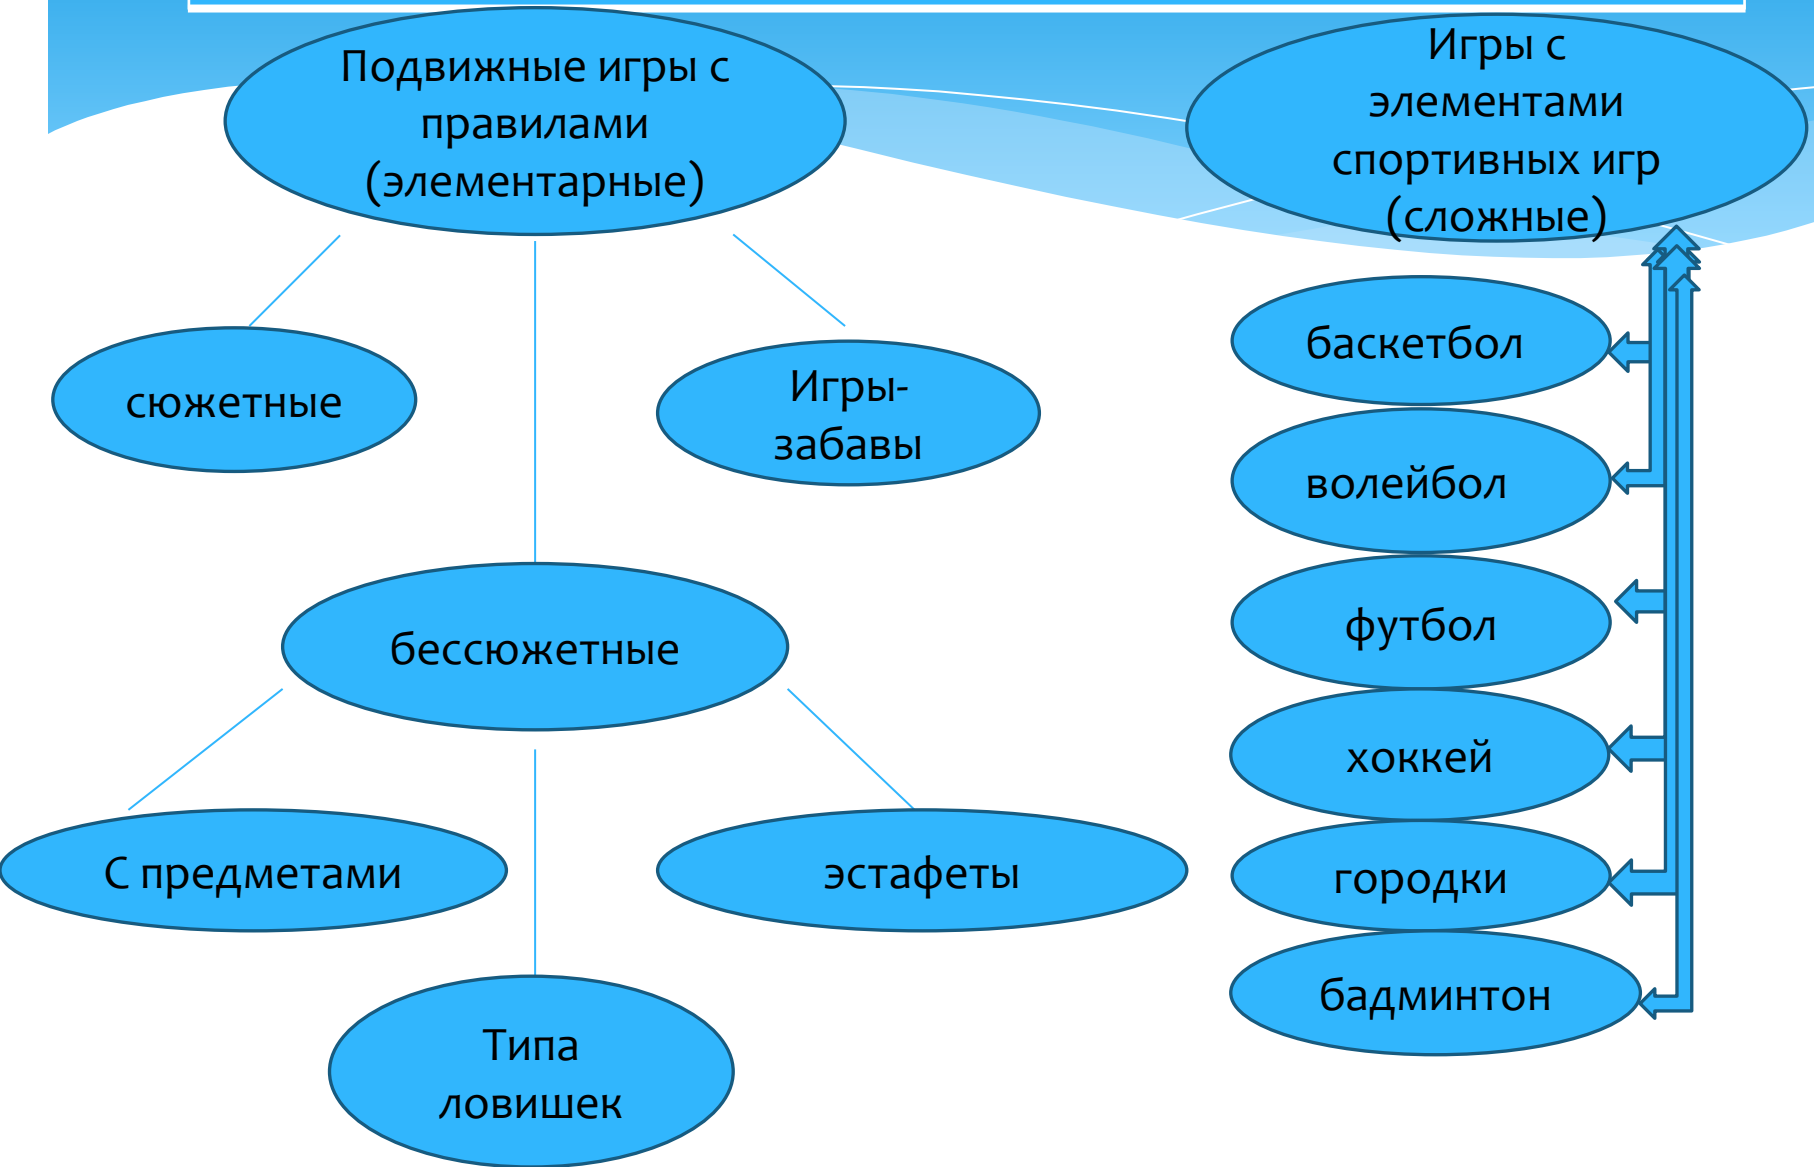 Подвижные игры с
правилами
(элементарные)
Игры с
элементами
спортивных игр
(сложные)
сюжетные
Игры-
забавы
бессюжетные
С предметами
эстафеты
Типа
ловишек
баскетбол
волейбол
футбол
хоккей
городки
бадминтон